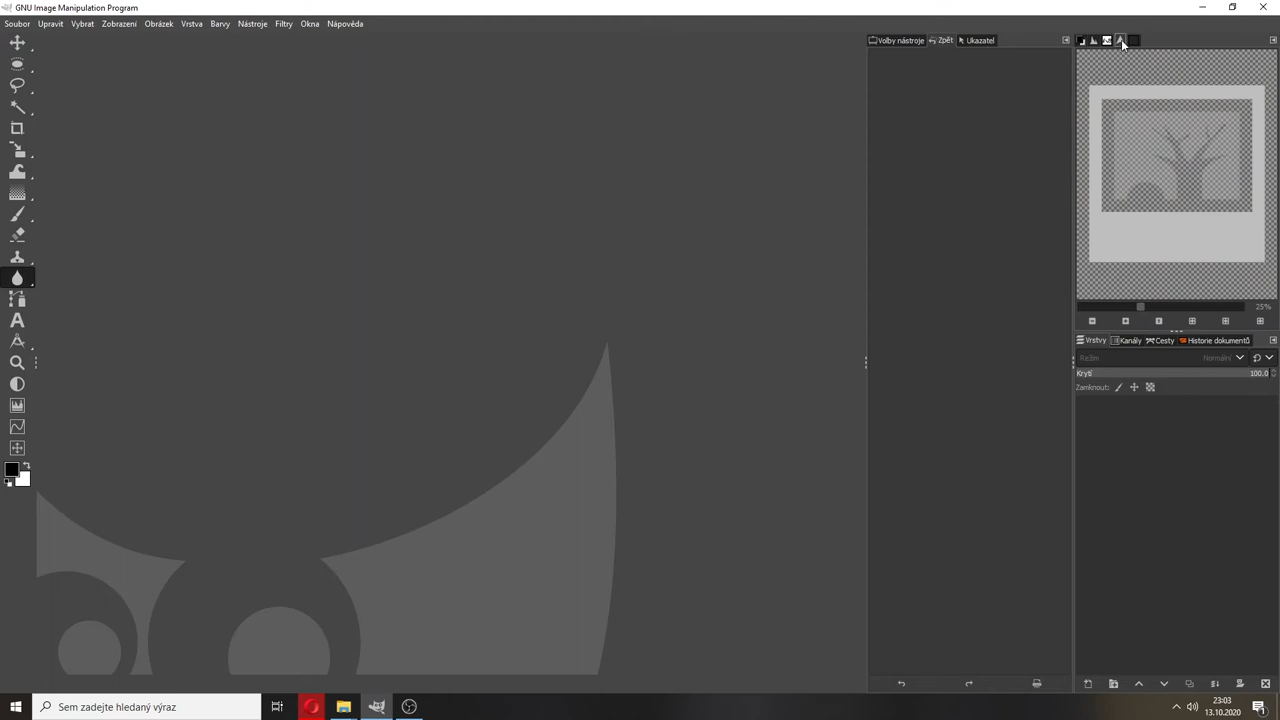 GNU Image Manipulation Program
Soubor Upravit Vybrat Zobrazení Obrázek Vrstva Barvy Nástroje Filtry Okna Nápověda
Volby nástroje Zpět Ukazatel
25%
Vrstvy Kanály Cesty Historie dokumentů
Režim Normální
Krytí 100.0
Zamknout:
Sem zadejte hledaný výraz
23:03
13.10.2020
1